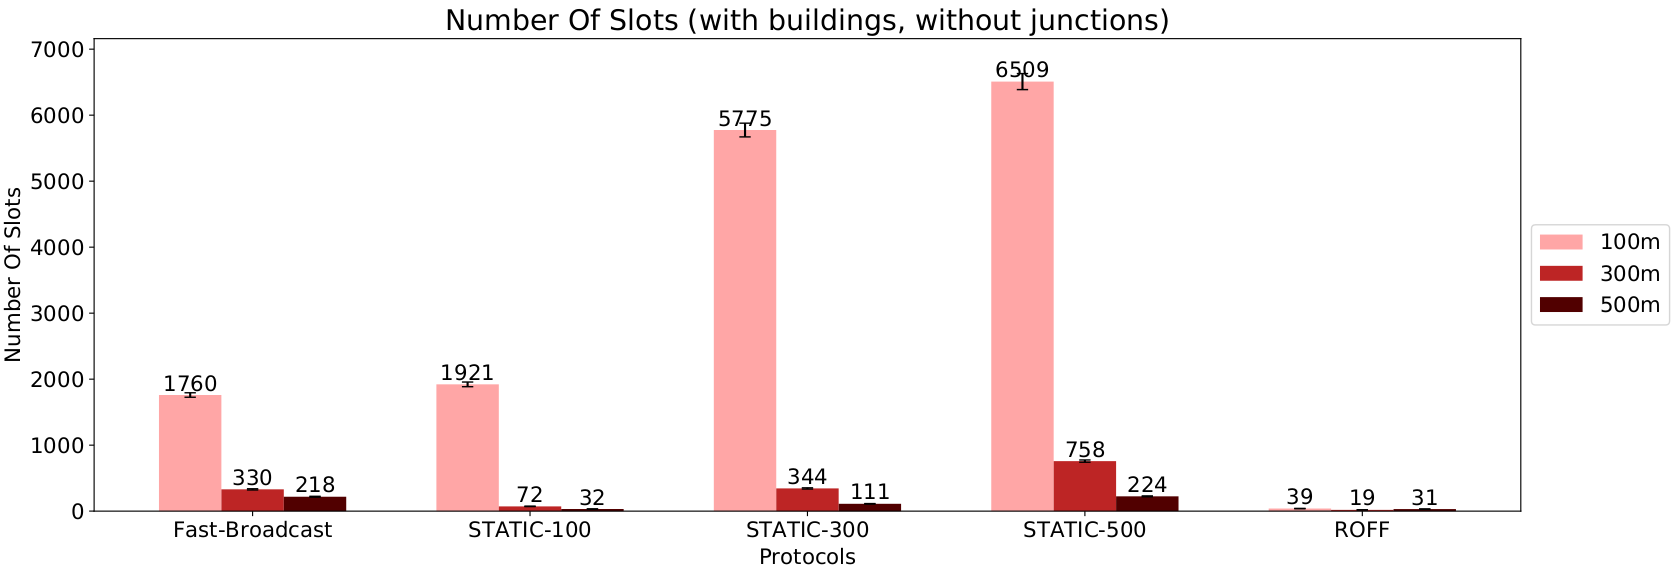 Number Of Slots (with buildings, without junctions)
Number Of Slots
7000
6000
5000
4000
3000
2000
1000
0
1760
330
218
1921
72
32
5775
344
111
6509
758
224
39
19
31
Fast-Broadcast
STATIC-100
STATIC-300
STATIC-500
ROFF
Protocols
100m
300m
500m